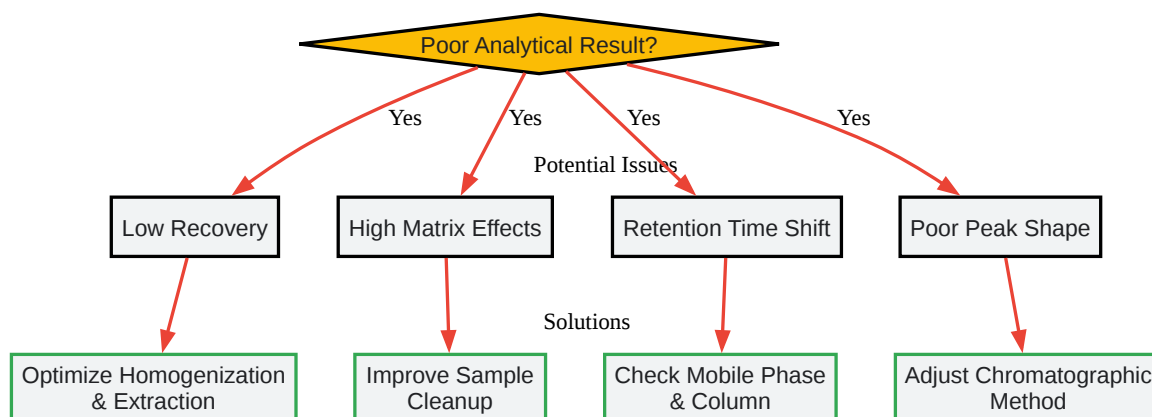 Poor Analytical Result?
Yes
Yes
Yes
Yes
Potential Issues
Low Recovery
High Matrix Effects
Retention Time Shift
Poor Peak Shape
Solutions
Optimize Homogenization
& Extraction
Improve Sample
Cleanup
Check Mobile Phase
& Column
Adjust Chromatographic
Method